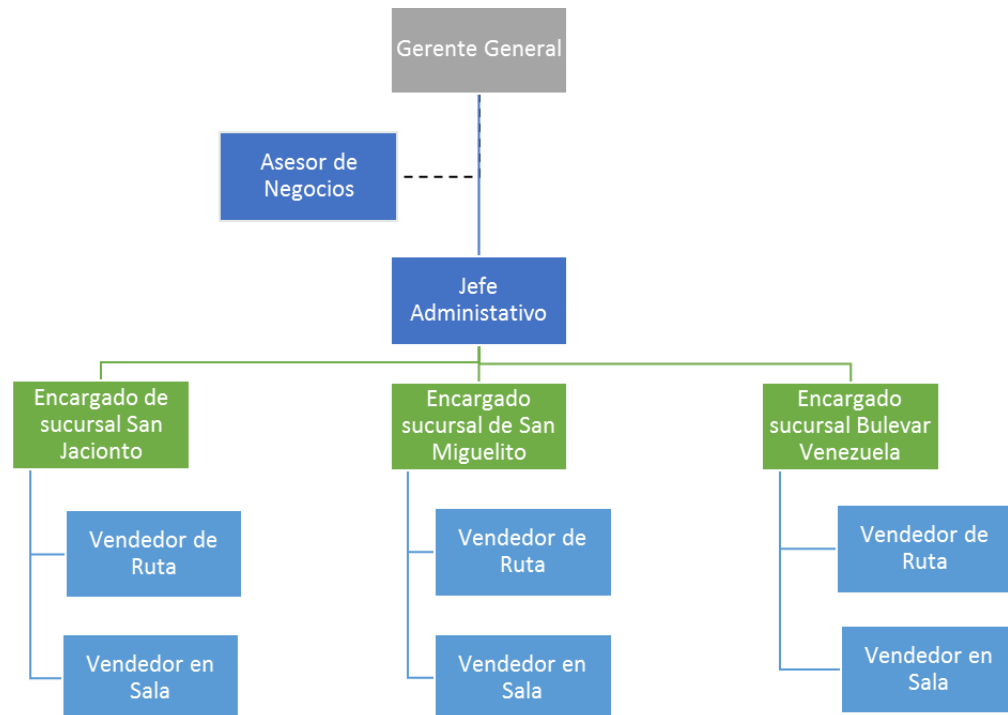 Gerente General
Asesor de
Negocios
Jefe
Administativo
Encargado de
sucursal San
Jacionto
Encargado
sucursal de San
Miguelito
Encargado
sucursal Bulevar
Venezuela
Vendedor de
Ruta
Vendedor de
Ruta
Vendedor de
Ruta
Vendedor en
Sala
Vendedor en
Sala
Vendedor en
Sala